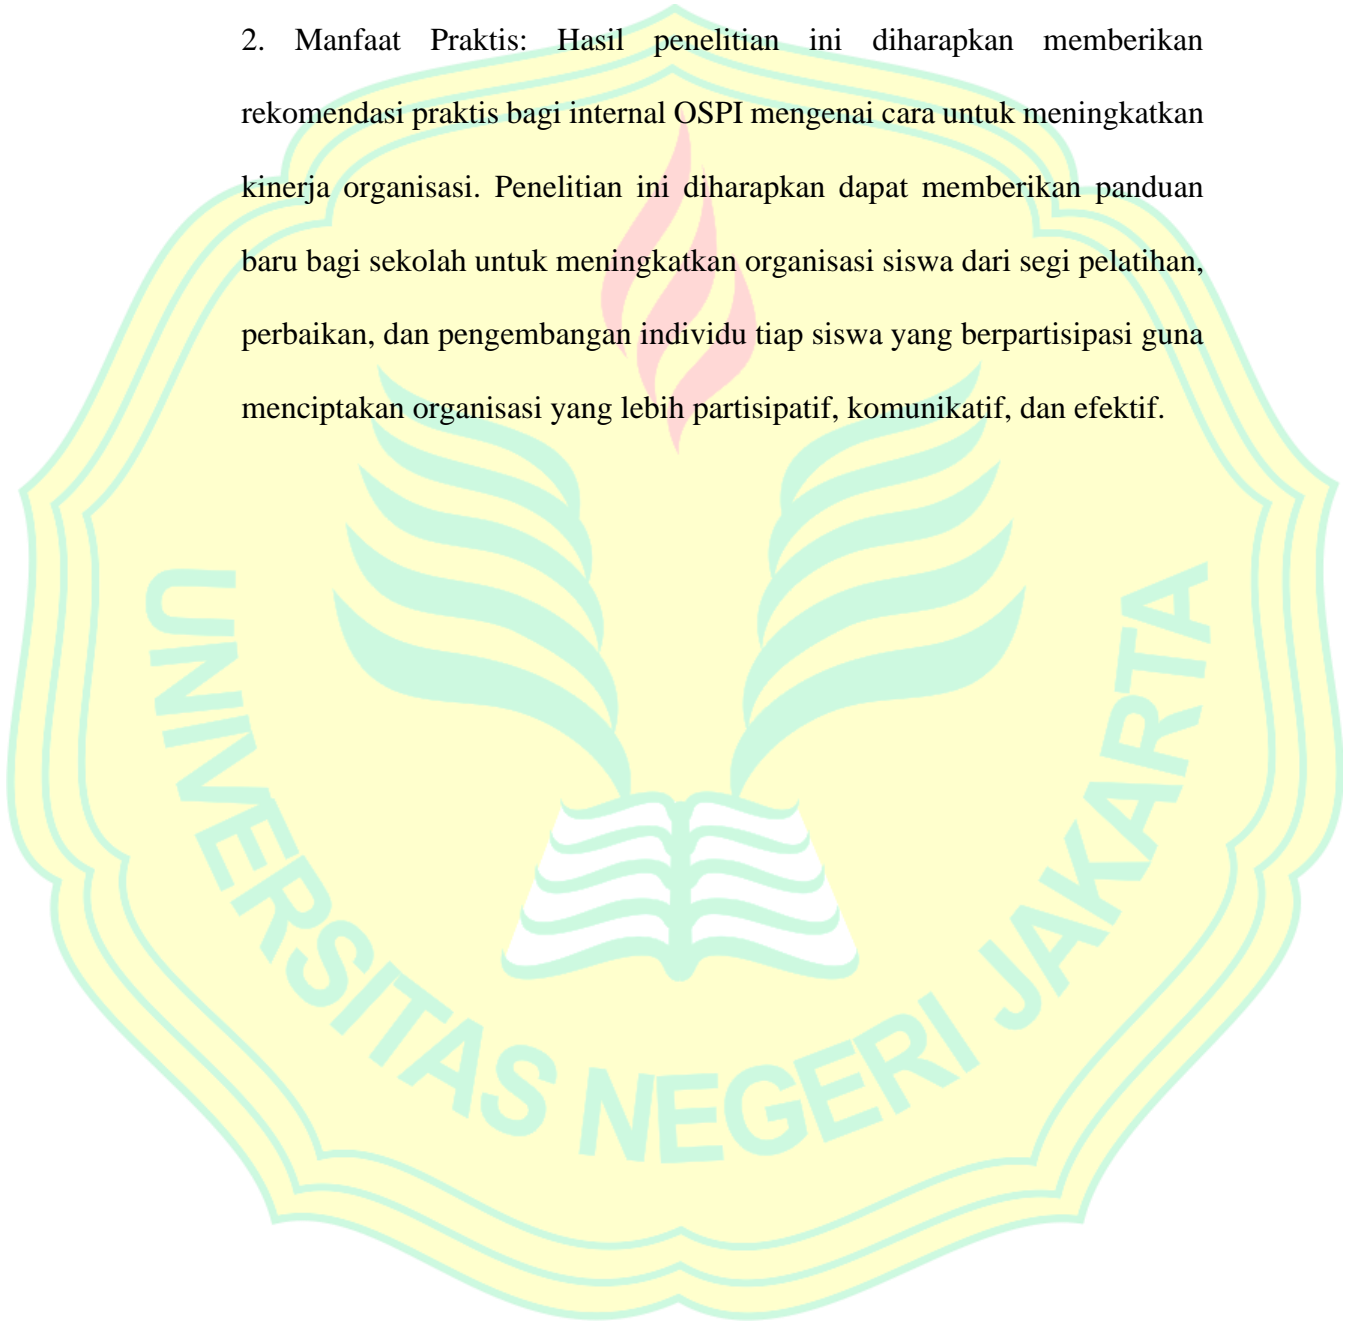 2. Manfaat Praktis: Hasil penelitian ini diharapkan memberikan
rekomendasi praktis bagi internal OSPI mengenai cara untuk meningkatkan
kinerja organisasi. Penelitian ini diharapkan dapat memberikan panduan
baru bagi sekolah untuk meningkatkan organisasi siswa dari segi pelatihan,
perbaikan, dan pengembangan individu tiap siswa yang berpartisipasi guna
menciptakan organisasi yang lebih partisipatif, komunikatif, dan efektif.
UNIVERSITAS NEGERI JAKARTA